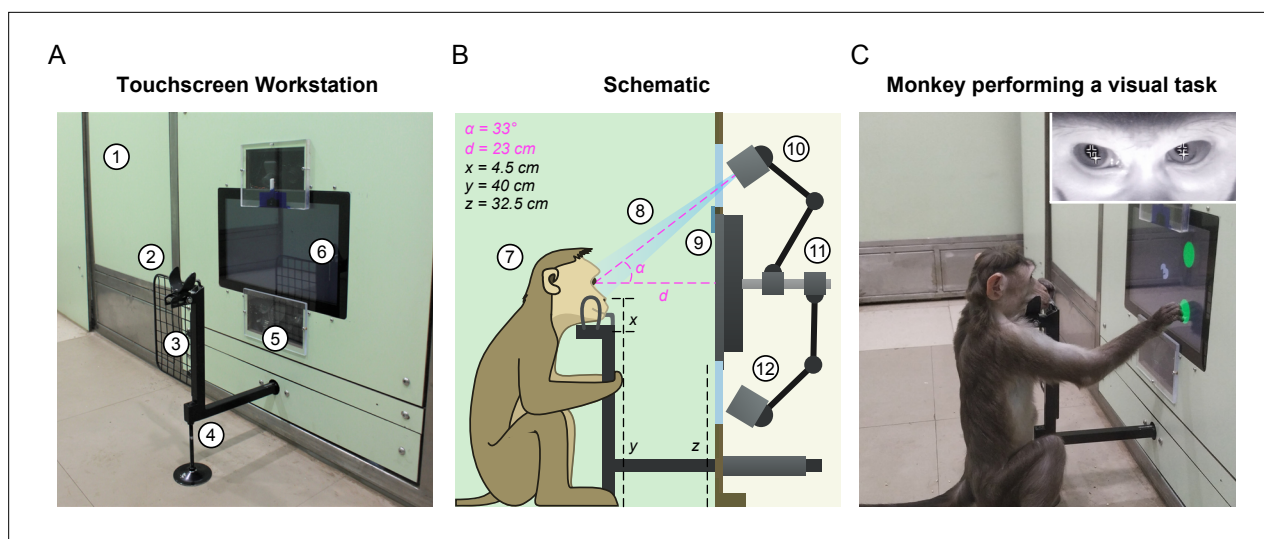 A
Touchscreen Workstation
1
2
3
4
5
6
B
Schematic
α = 33°
d = 23 cm
x = 4.5 cm
y = 40 cm
z = 32.5 cm
7
8
9
10
11
12
α
d
x
y
z
C
Monkey performing a visual task